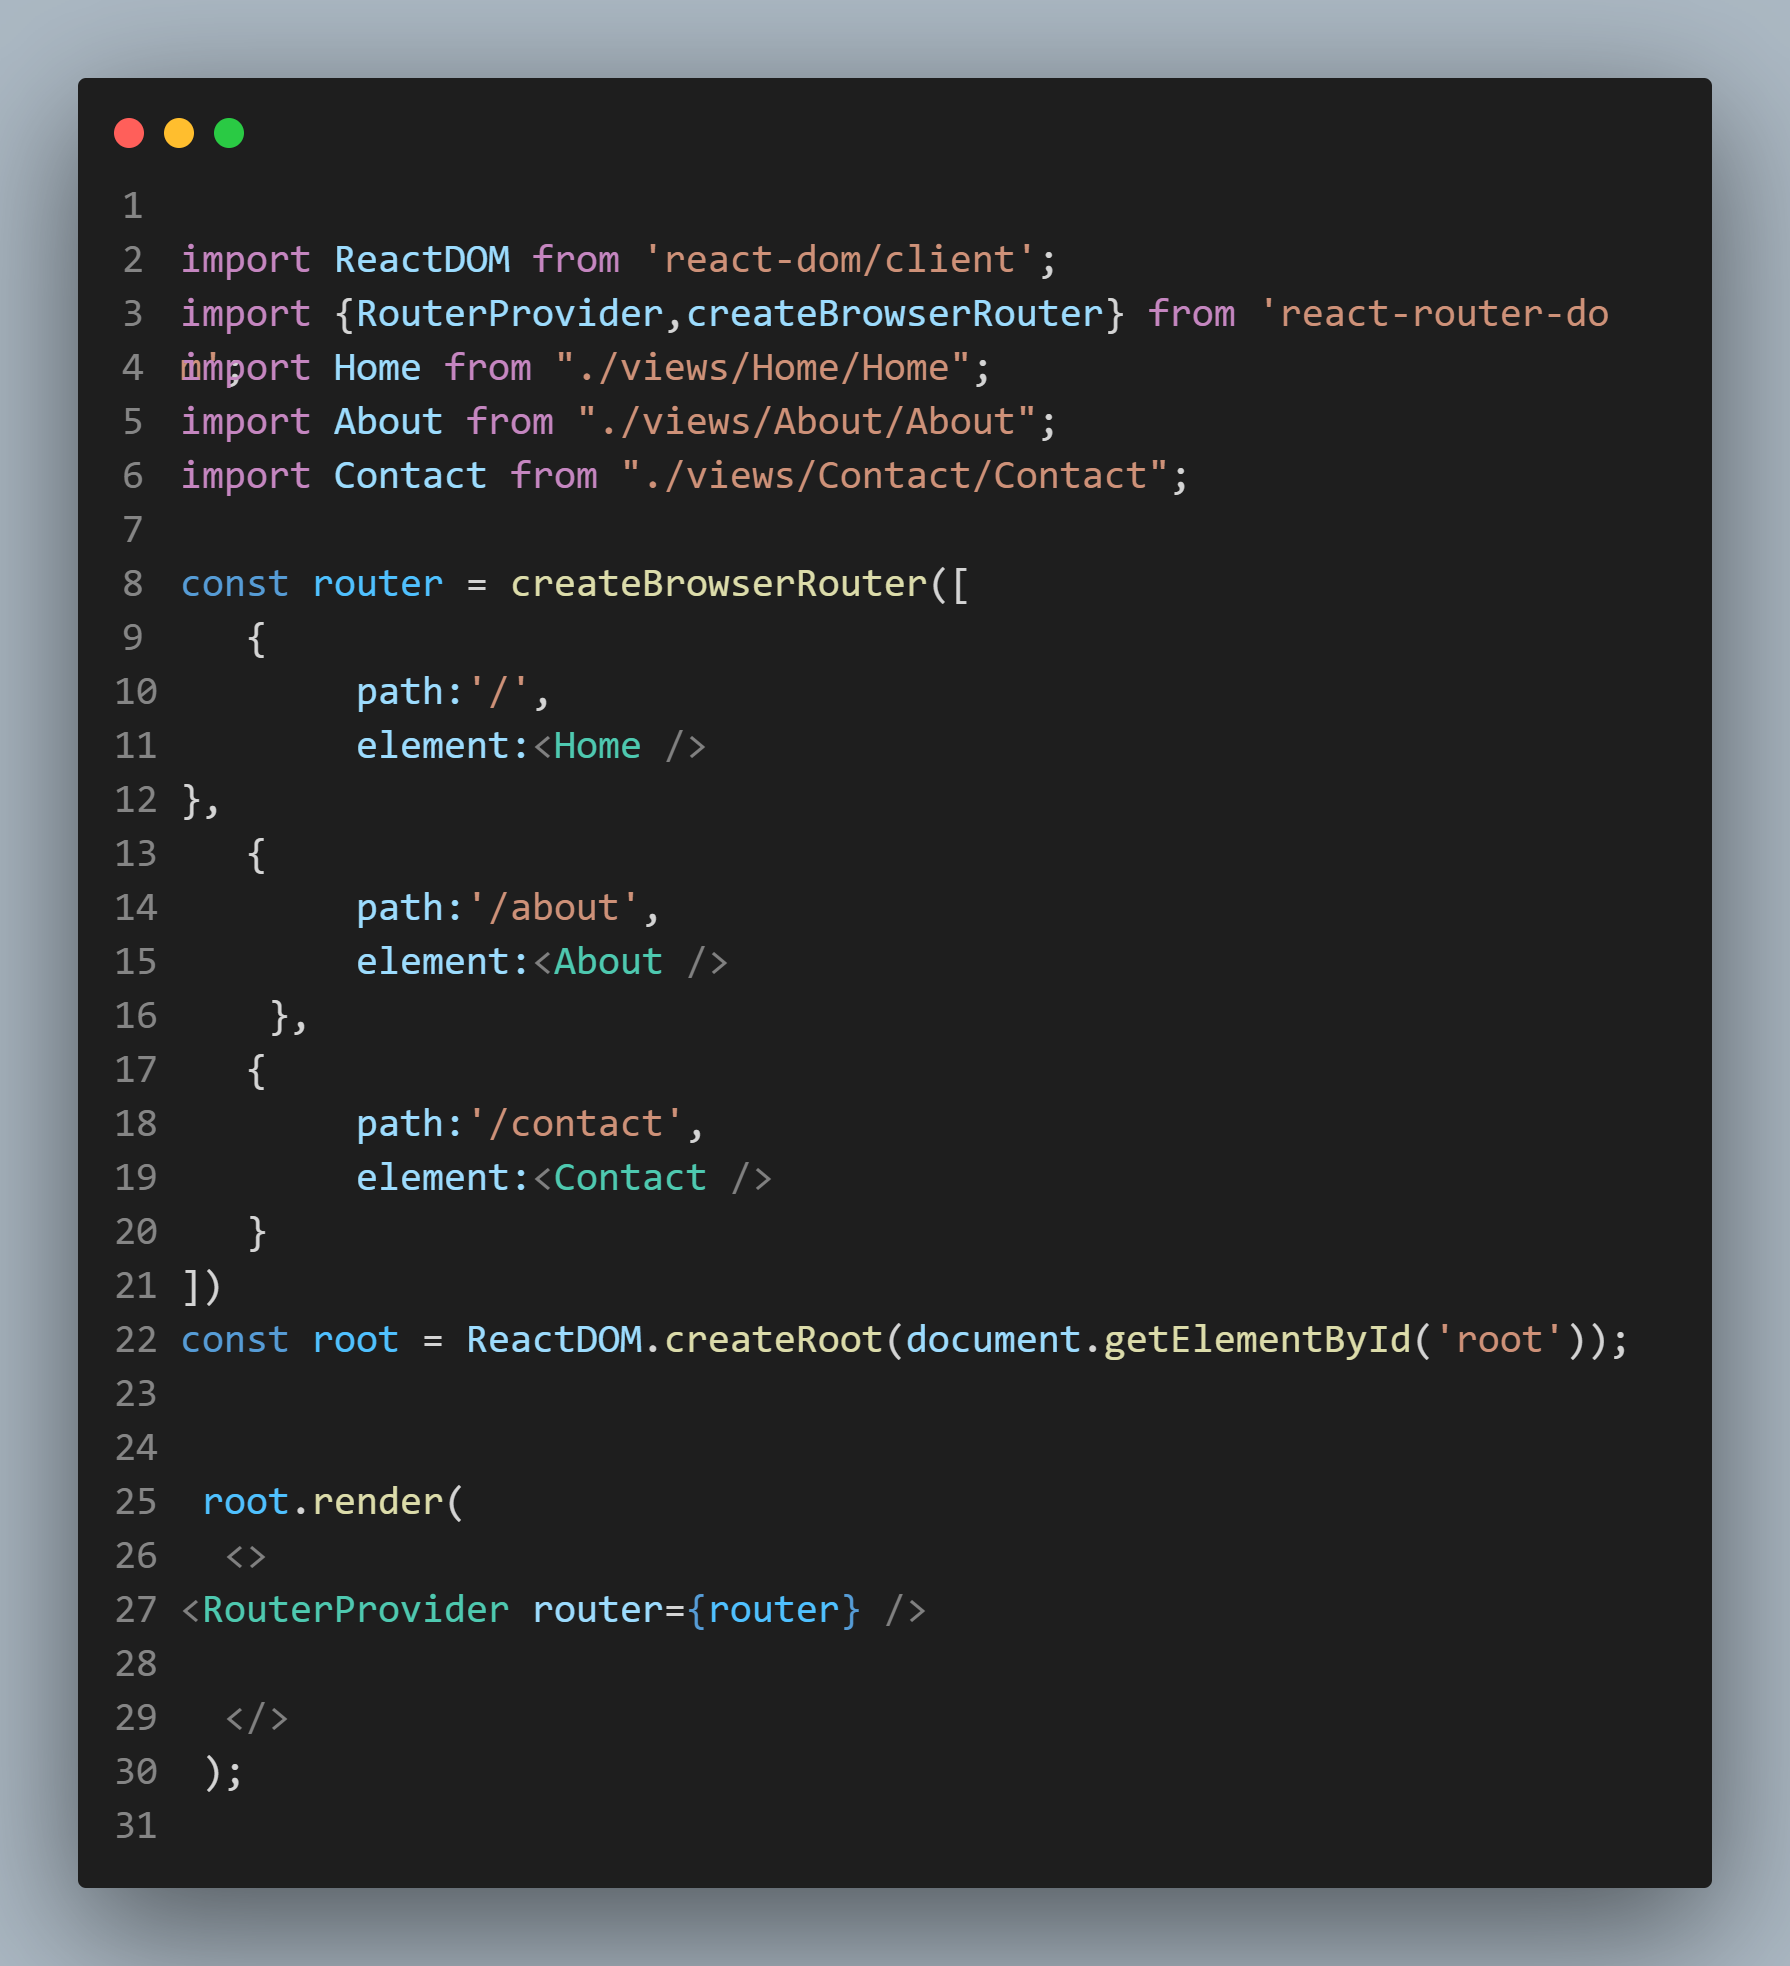 1
2 import ReactDOM from 'react-dom/client';
3 import {RouterProvider,createBrowserRouter} from 'react-router-do
m';
4 import Home from "./views/Home/Home";
5 import About from "./views/About/About";
6 import Contact from "./views/Contact/Contact";
7
8 const router = createBrowserRouter([
9    {
10         path:'/',
11         element:<Home />
12 },
13    {
14         path:'/about',
15         element:<About />
16     },
17    {
18         path:'/contact',
19         element:<Contact />
20    }
21 ])
22 const root = ReactDOM.createRoot(document.getElementById('root'));
23
24
25  root.render(
26   <>
27 <RouterProvider router={router} />
28
29   </>
30  );
31